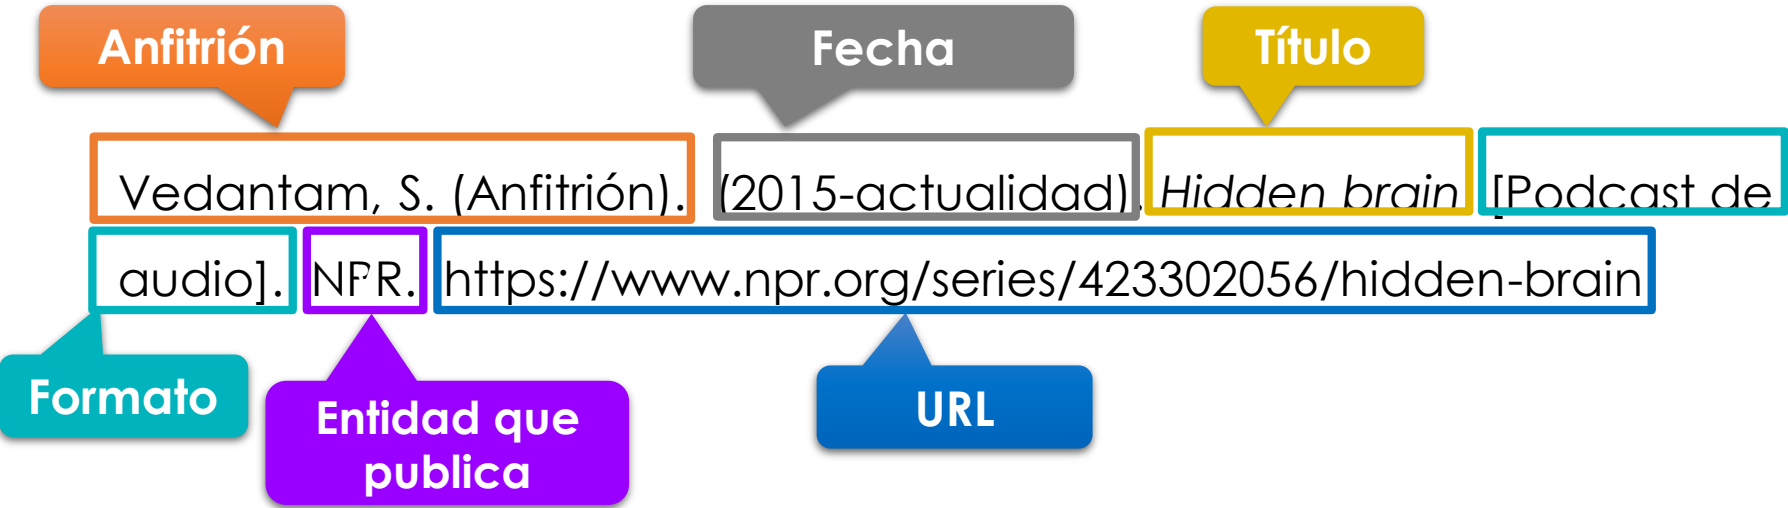 Anfitrión
Fecha
Título
Vedantam, S. (Anfitrión). (2015-actualidad). Hidden brain [Podcast de
audio]. NPR. https://www.npr.org/series/423302056/hidden-brain
Formato
Entidad que
publica
URL